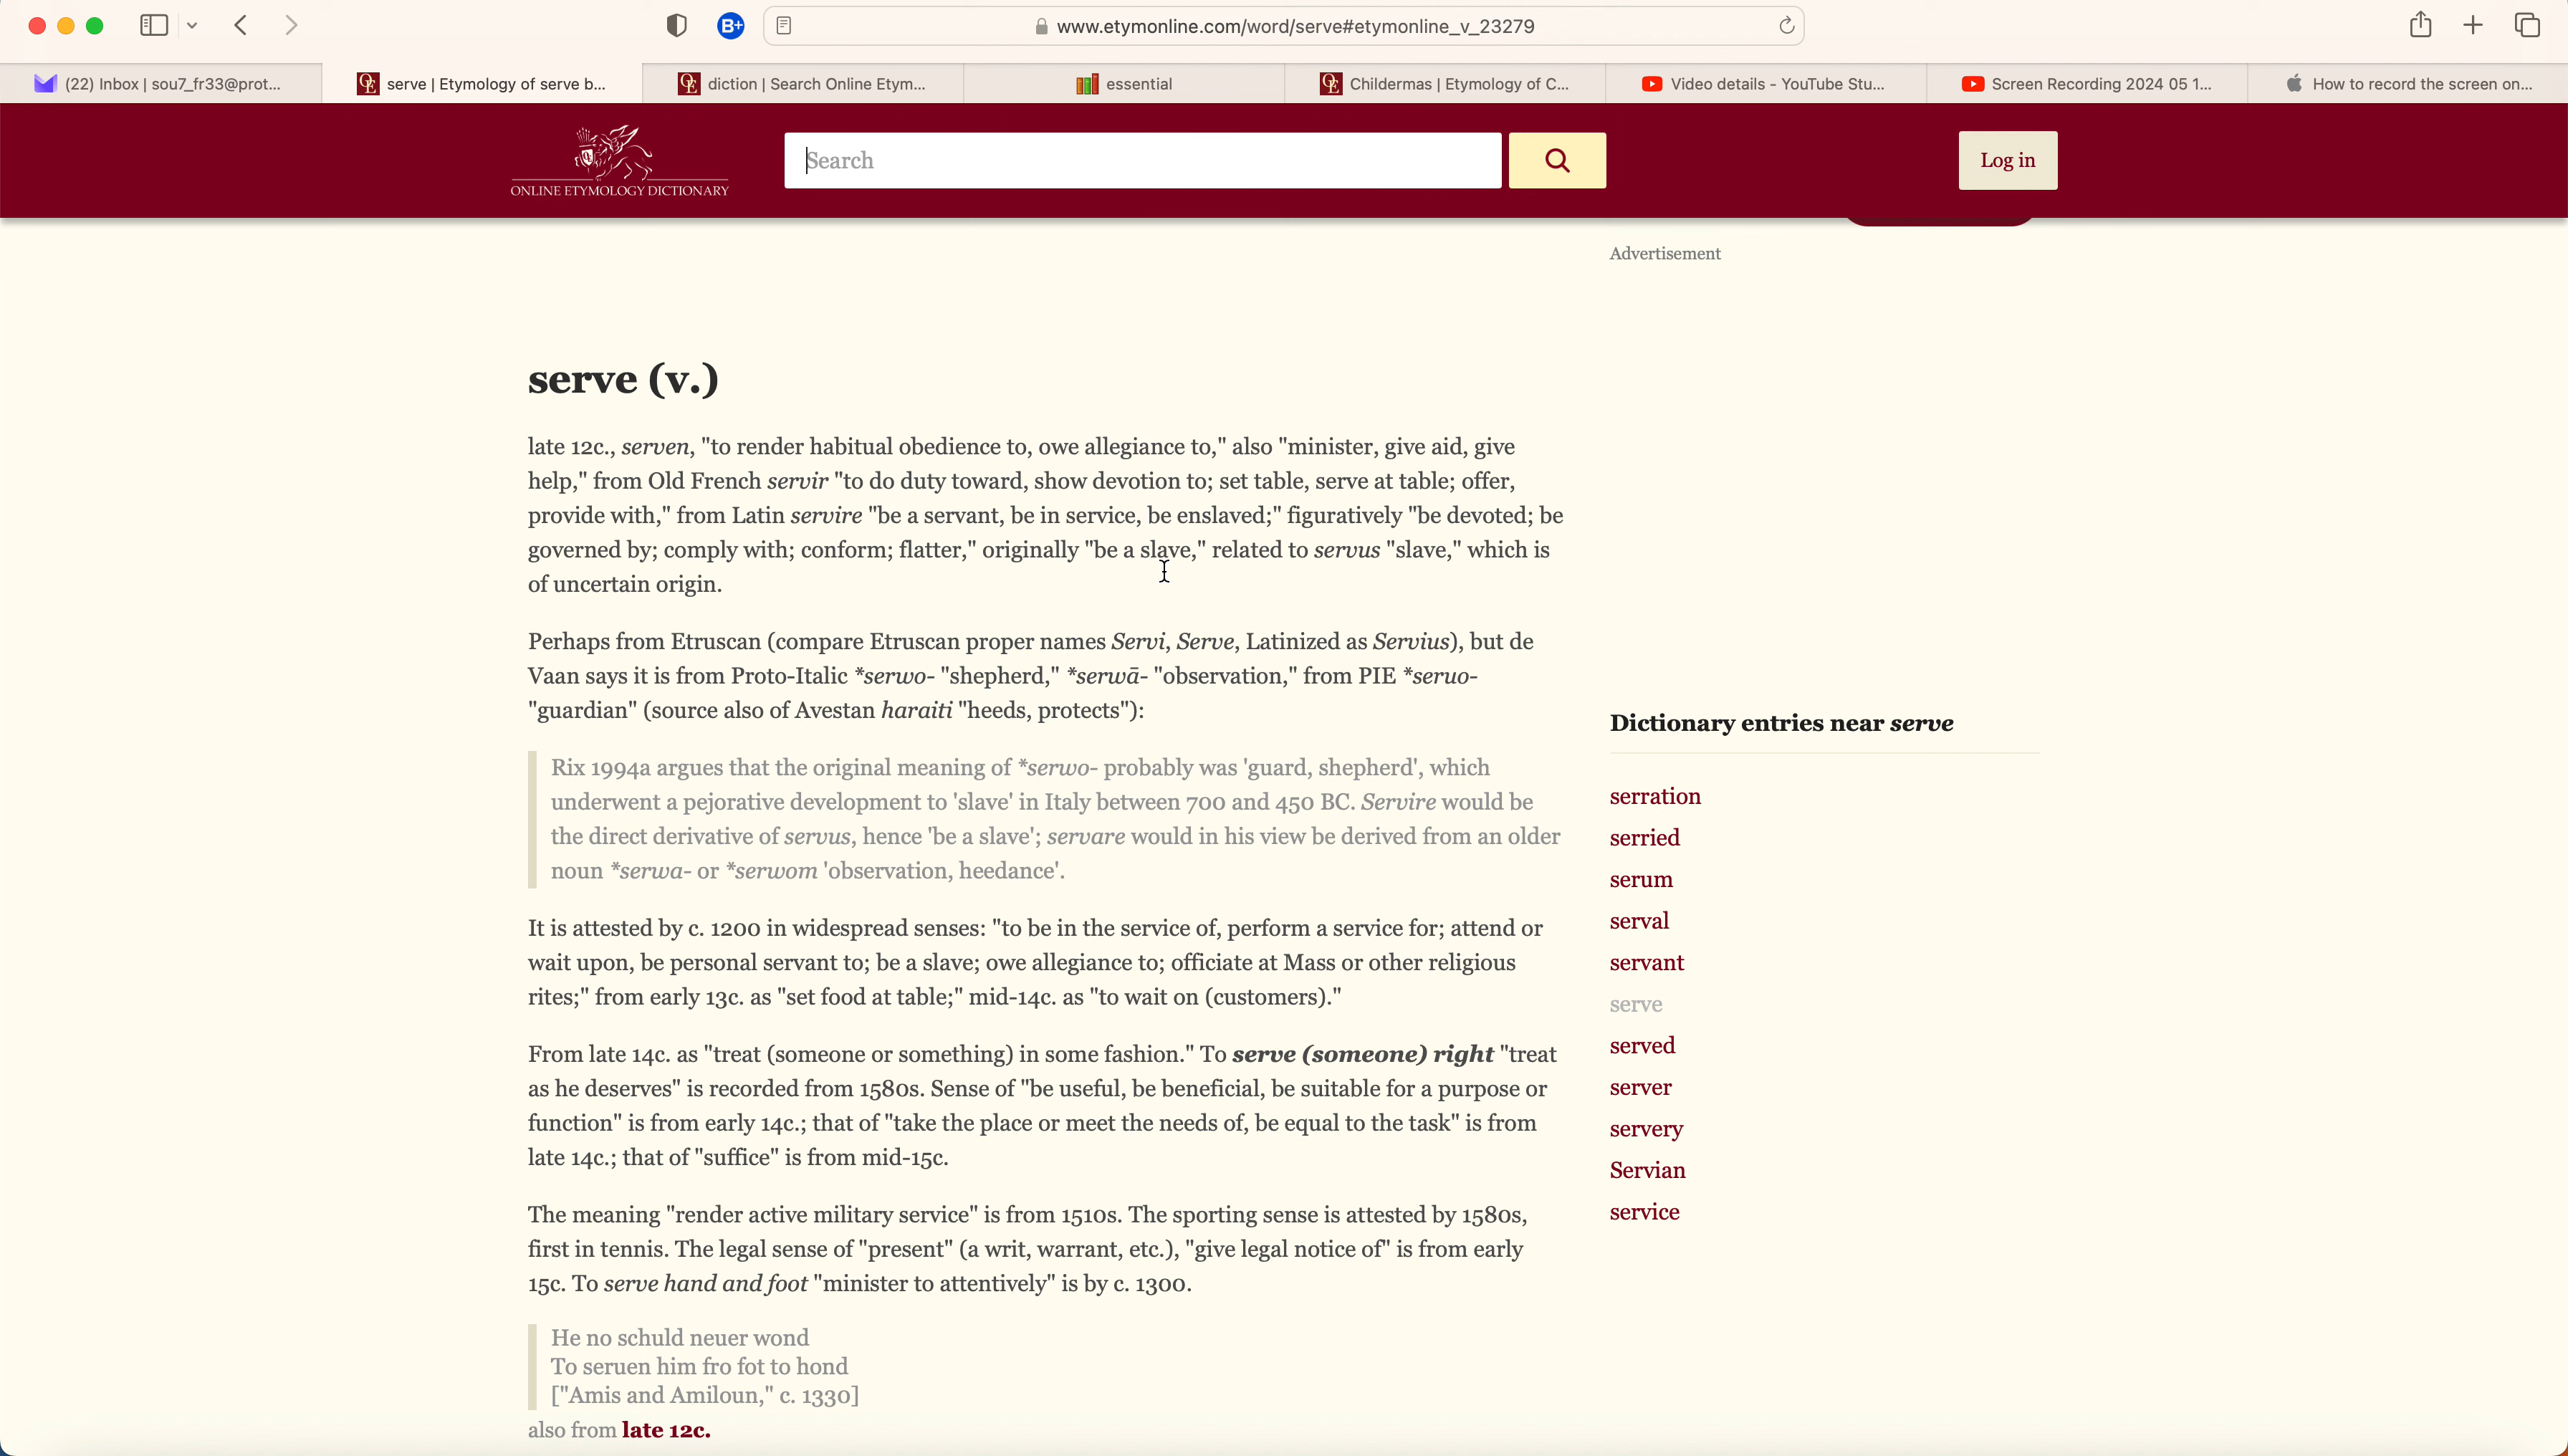 www.etymonline.com/word/serve#etymonline_v_23279
(22) Inbox | sou7_fr33@prot...
serve | Etymology of serve b...
diction | Search Online Etym...
essential
Childermas | Etymology of C...
Video details - YouTube Stu...
Screen Recording 2024 05 1...
How to record the screen on...
ONLINE ETYMOLOGY DICTIONARY
Search
Log in
Advertisement
serve (v.)
late 12c., serven, "to render habitual obedience to, owe allegiance to," also "minister, give aid, give
help," from Old French servir "to do duty toward, show devotion to; set table, serve at table; offer,
provide with," from Latin servire "be a servant, be in service, be enslaved;" figuratively "be devoted; be
governed by; comply with; conform; flatter," originally "be a slave," related to servus "slave," which is
of uncertain origin.
Perhaps from Etruscan (compare Etruscan proper names Servi, Serve, Latinized as Servius), but de
Vaan says it is from Proto-Italic *serwo- "shepherd," *serwā- "observation," from PIE *seruo-
"guardian" (source also of Avestan haraiti "heeds, protects"):
Rix 1994a argues that the original meaning of *serwo- probably was 'guard, shepherd', which
underwent a pejorative development to 'slave' in Italy between 700 and 450 BC. Servire would be
the direct derivative of servus, hence 'be a slave'; servare would in his view be derived from an older
noun *serwa- or *serwom 'observation, heedance'.
It is attested by c. 1200 in widespread senses: "to be in the service of, perform a service for; attend or
wait upon, be personal servant to; be a slave; owe allegiance to; officiate at Mass or other religious
rites;" from early 13c. as "set food at table;" mid-14c. as "to wait on (customers)."
From late 14c. as "treat (someone or something) in some fashion." To serve (someone) right "treat
as he deserves" is recorded from 1580s. Sense of "be useful, be beneficial, be suitable for a purpose or
function" is from early 14c.; that of "take the place or meet the needs of, be equal to the task" is from
late 14c.; that of "suffice" is from mid-15c.
The meaning "render active military service" is from 1510s. The sporting sense is attested by 1580s,
first in tennis. The legal sense of "present" (a writ, warrant, etc.), "give legal notice of" is from early
15c. To serve hand and foot "minister to attentively" is by c. 1300.
He no schuld neuer wond
To seruen him fro fot to hond
["Amis and Amiloun," c. 1330]
also from late 12c.
Dictionary entries near serve
serration
serried
serum
serval
servant
serve
served
server
servery
Servian
service